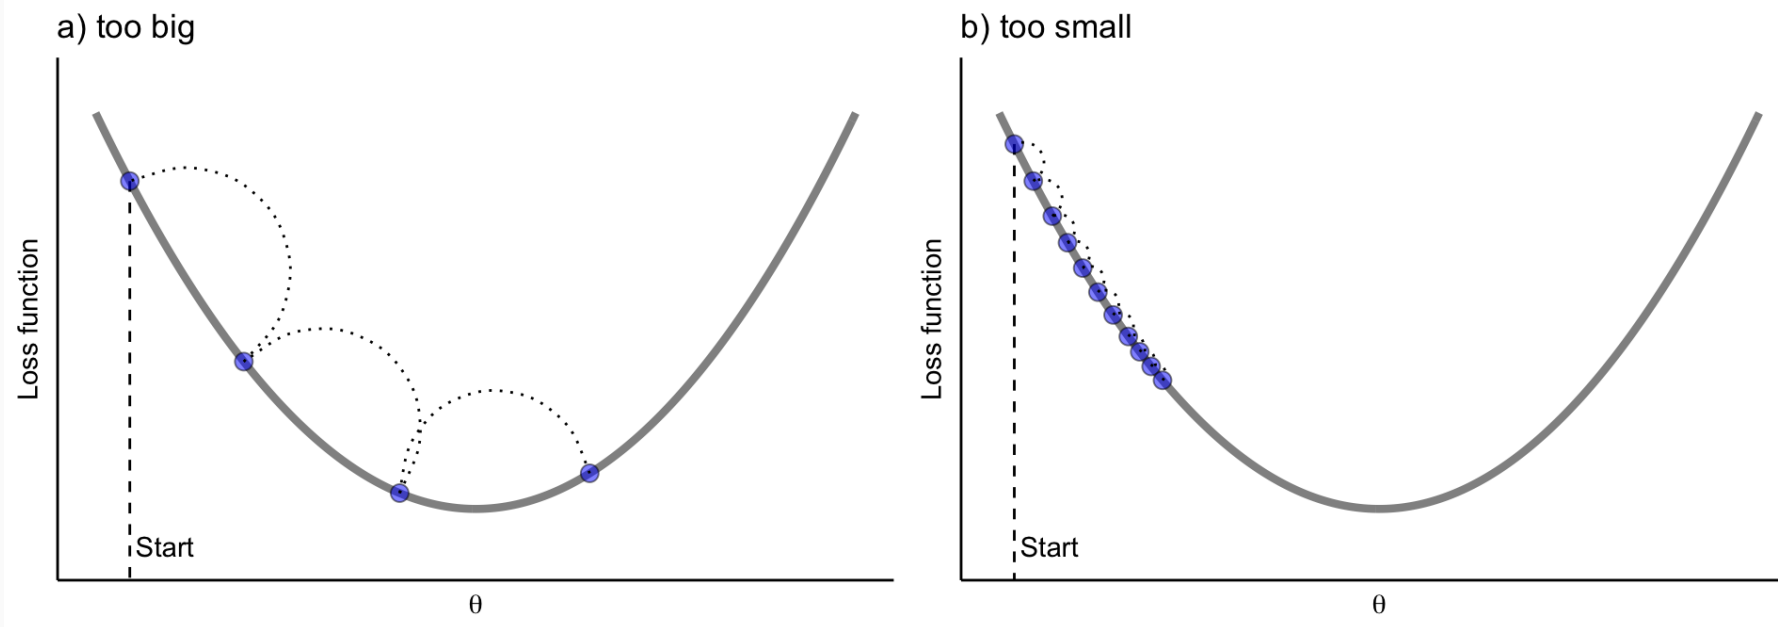 a) too big
Loss function
Start
θ
b) too small
Loss function
Start
θ